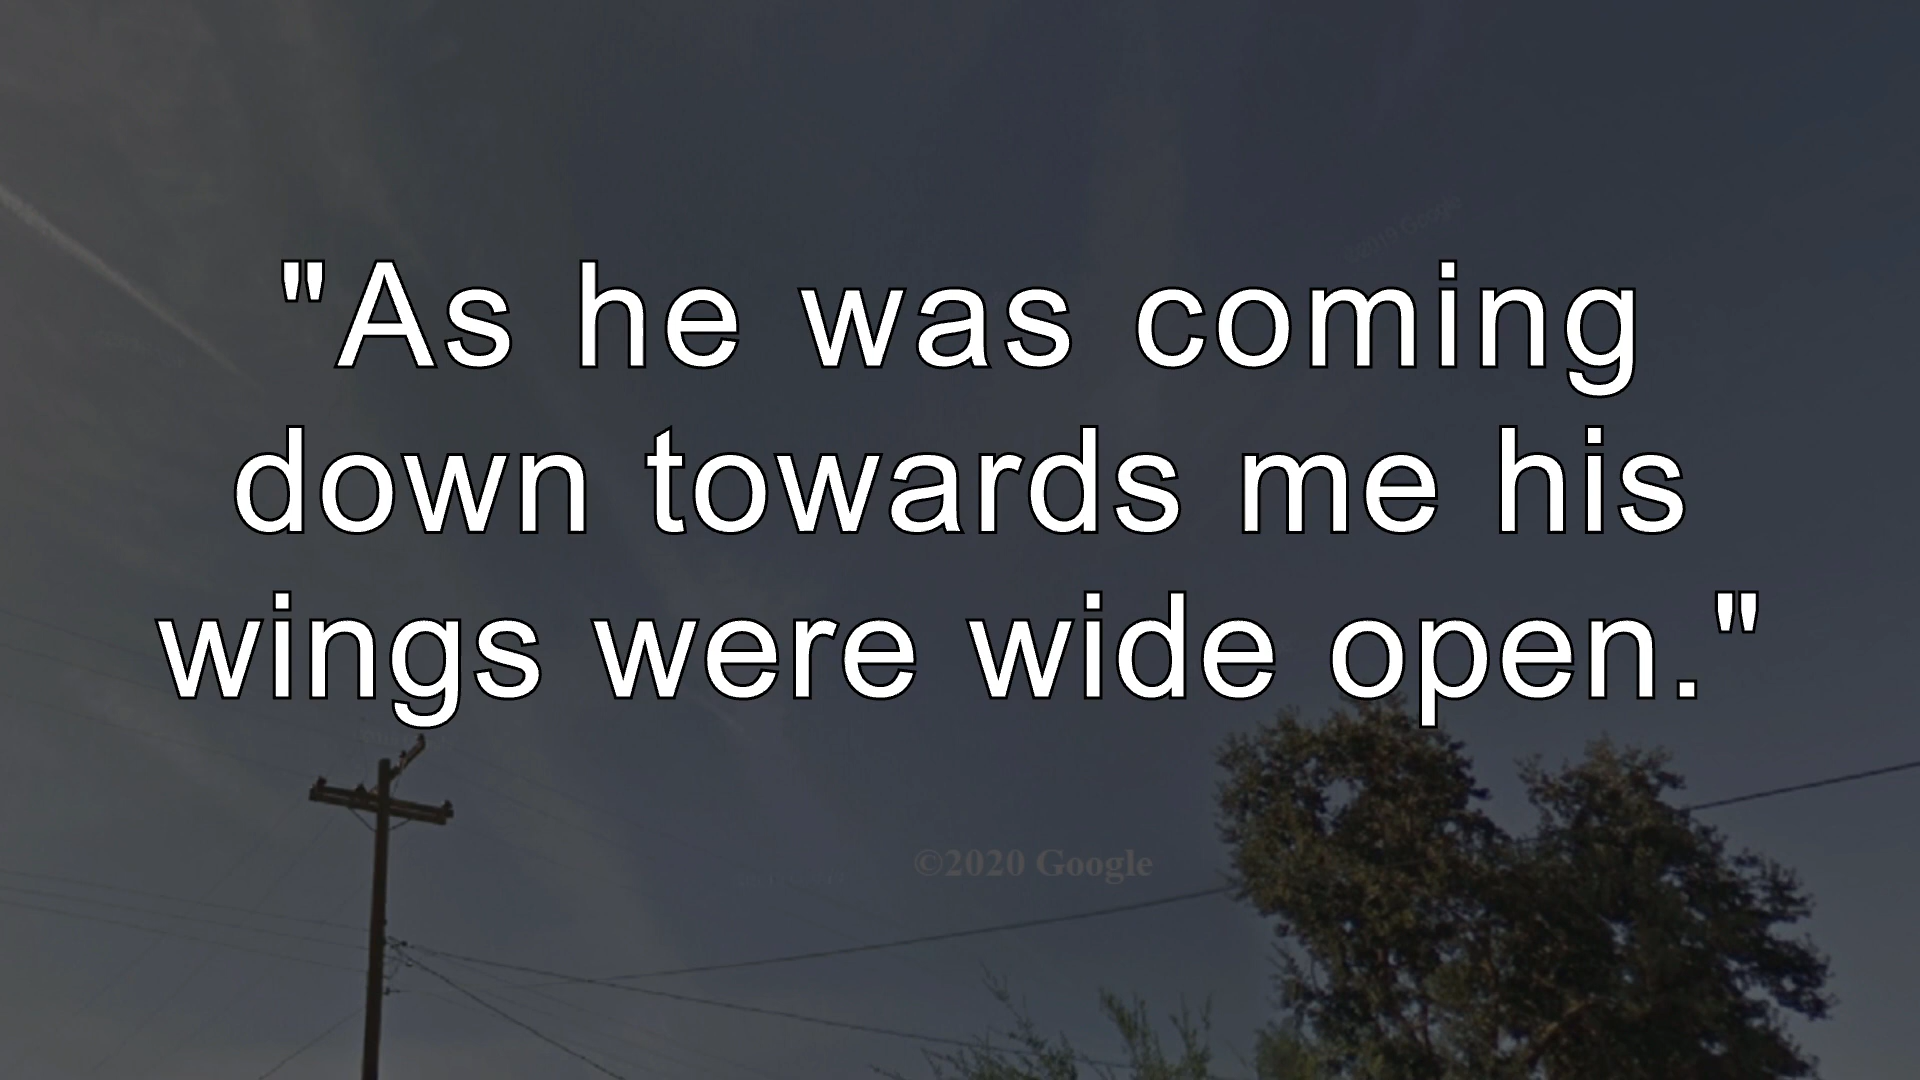 "As he was coming
down towards me his
wings were wide open."
©2020 Google